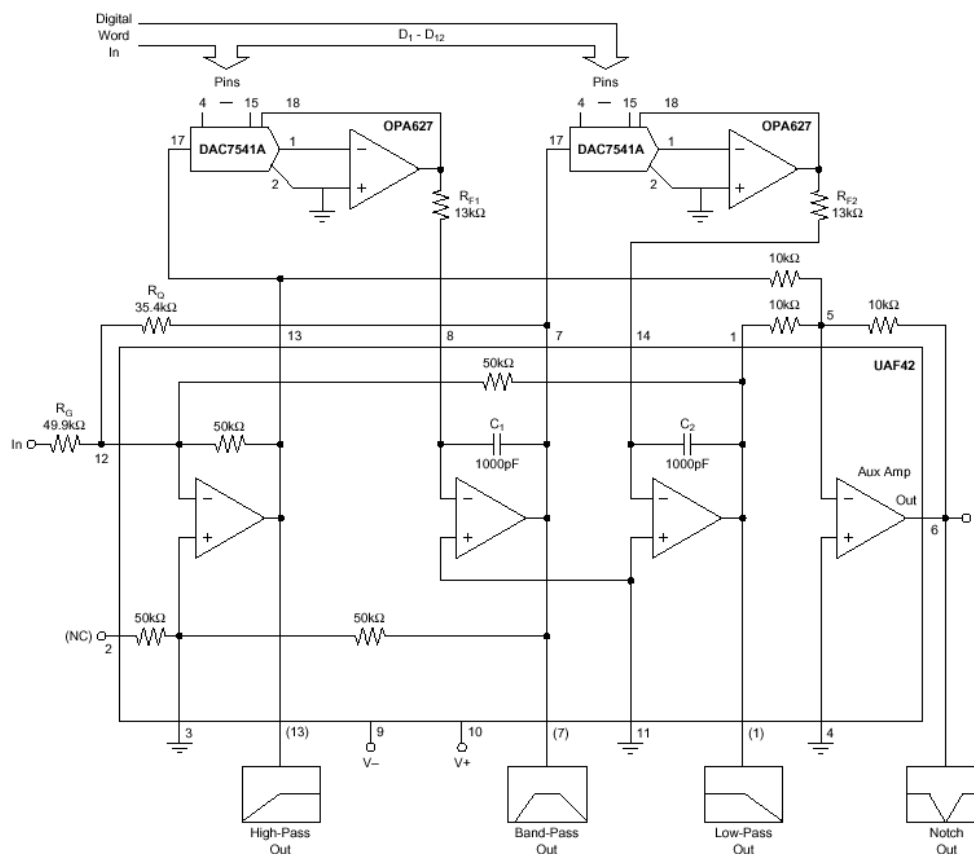 Digital
Word
In
D1 - D12
Pins
Pins
4 – 15 18
4 – 15 18
OPA627
OPA627
17 DAC7541A 1
17 DAC7541A 1
2
2
RF1
13kΩ
RF2
13kΩ
10kΩ
RQ
35.4kΩ
10kΩ
5
10kΩ
13
8
7
14
1
UAF42
50kΩ
RG
49.9kΩ
In
12
50kΩ
C1
1000pF
C2
1000pF
Aux Amp
Out
6
– + – + – + – + – + – +
50kΩ
50kΩ
(NC)
2
3
(13)
9
10
(7)
11
(1)
4
V–
V+
High-Pass
Out
Band-Pass
Out
Low-Pass
Out
Notch
Out